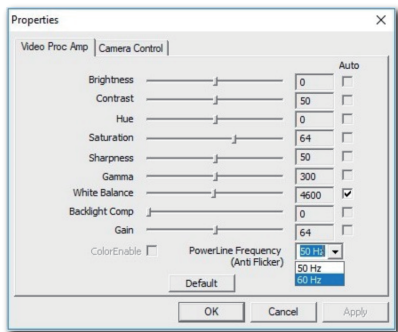 Properties
Video Proc Amp Camera Control
Auto
Brightness 0
Contrast 50
Hue 0
Saturation 64
Sharpness 50
Gamma 300
White Balance 4600
Backlight Comp 0
Gain 64
ColorEnable PowerLine Frequency 50 Hz
(Anti Flicker)
50 Hz
60 Hz
Default
OK Cancel Apply